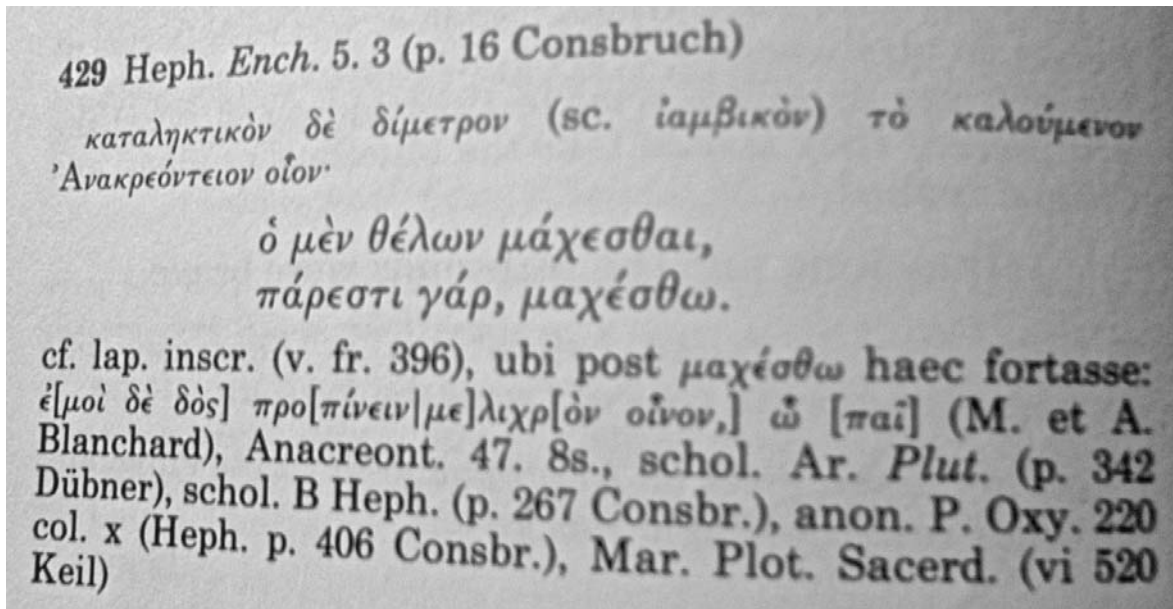 429 Heph. Ench. 5. 3 (p. 16 Consbruch)
καταληκτικὸν δὲ δίμετρον (sc. ἰαμβικὸν) τὸ καλούμενον
Ἀνακρεόντειον οἷον·
ὁ μὲν θέλων μάχεσθαι,
πάρεστι γάρ, μαχέσθω.
cf. lap. inscr. (v. fr. 396), ubi post μαχέσθω haec fortasse:
ἐ[μοὶ δὲ δὸς] προ[πίνειν|με]λιχρ[ὸν οἶνον,] ὦ [παῖ] (M. et A.
Blanchard), Anacreont. 47. 8s., schol. Ar. Plut. (p. 342
Dübner), schol. B Heph. (p. 267 Consbr.), anon. P. Oxy. 220
col. x (Heph. p. 406 Consbr.), Mar. Plot. Sacerd. (vi 520
Keil)